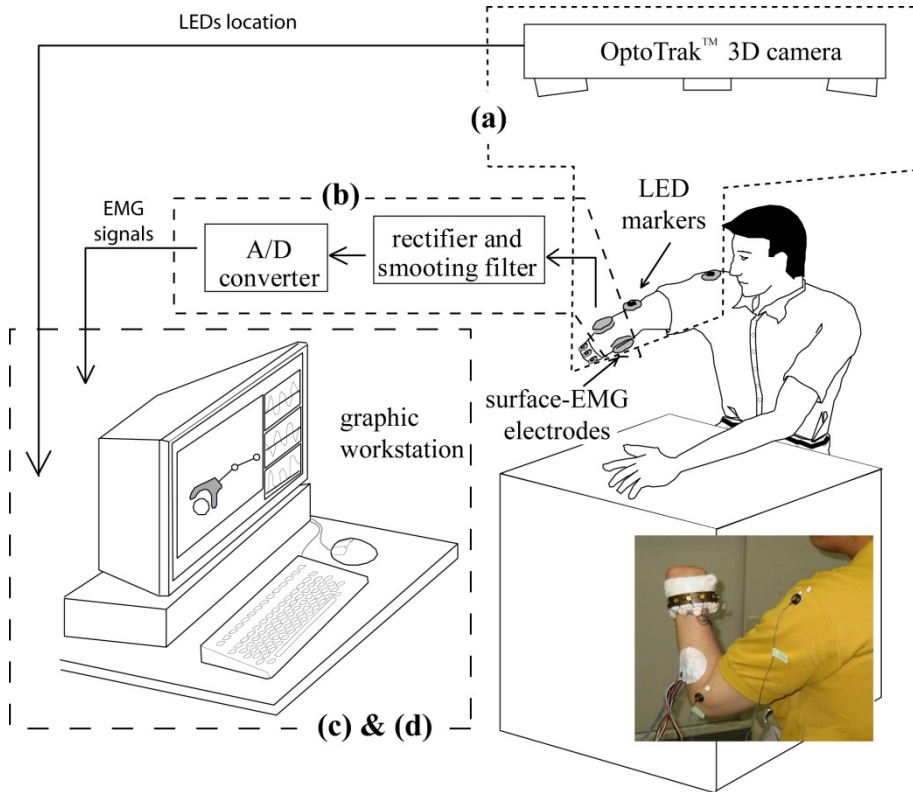 LEDs location
OptoTrak™ 3D camera
(a)
(b)
LED
markers
EMG
signals
A/D
converter
rectifier and
smooting filter
surface-EMG
electrodes
graphic
workstation
(c) & (d)